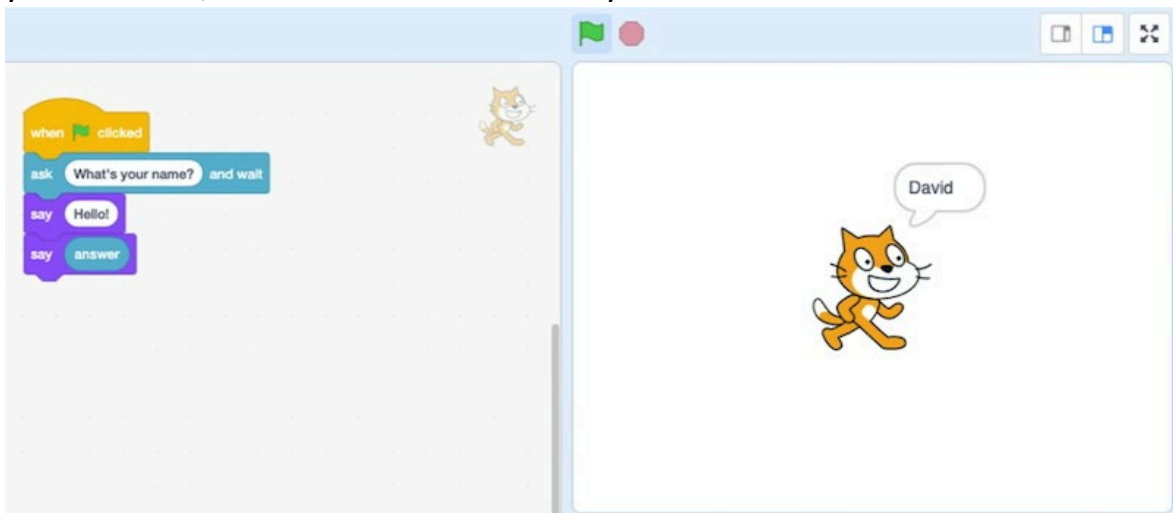 when clicked
ask What's your name? and wait
say Hello!
say answer
David